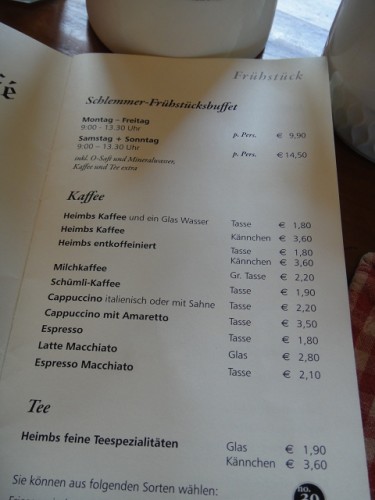 fé
Frühstück
Schlemmer-Frühstücksbuffet
Montag – Freitag
9:00 – 13.30 Uhr p. Pers. € 9,90
Samstag + Sonntag
9:00 – 13.30 Uhr p. Pers. € 14,50
inkl. O-Saft und Mineralwasser,
Kaffee und Tee extra
Kaffee
Heimbs Kaffee und ein Glas Wasser Tasse € 1,80
Heimbs Kaffee Kännchen € 3,60
Heimbs entkoffeiniert Tasse € 1,80
Kännchen € 3,60
Milchkaffee Gr. Tasse € 2,20
Schümli-Kaffee Tasse € 1,90
Cappuccino italienisch oder mit Sahne Tasse € 2,20
Cappuccino mit Amaretto Tasse € 3,50
Espresso Tasse € 1,80
Latte Macchiato Glas € 2,80
Espresso Macchiato Tasse € 2,10
Tee
Heimbs feine Teespezialitäten Glas € 1,90
Kännchen € 3,60
Sie können aus folgenden Sorten wählen: